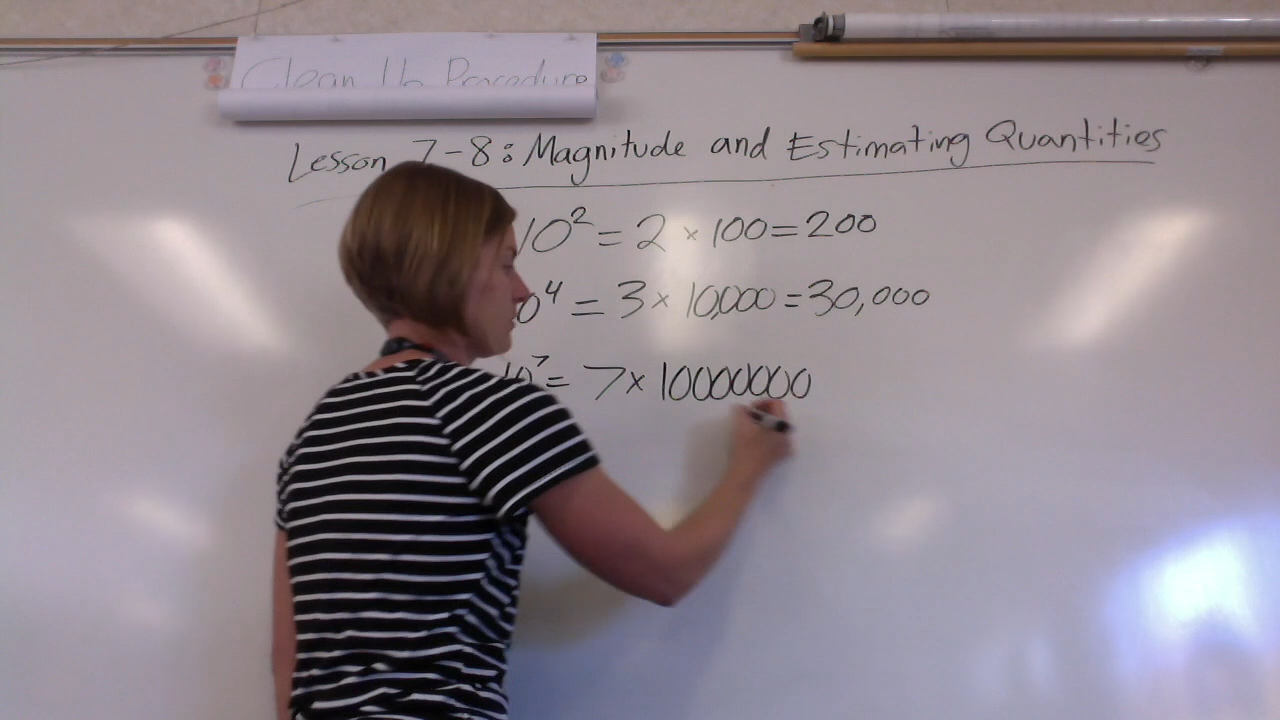 Clean Up Procedure
Lesson 7-8: Magnitude and Estimating Quantities
10² = 2 × 100 = 200
0⁴ = 3 × 10,000 = 30,000
10⁷ = 7 × 10000000